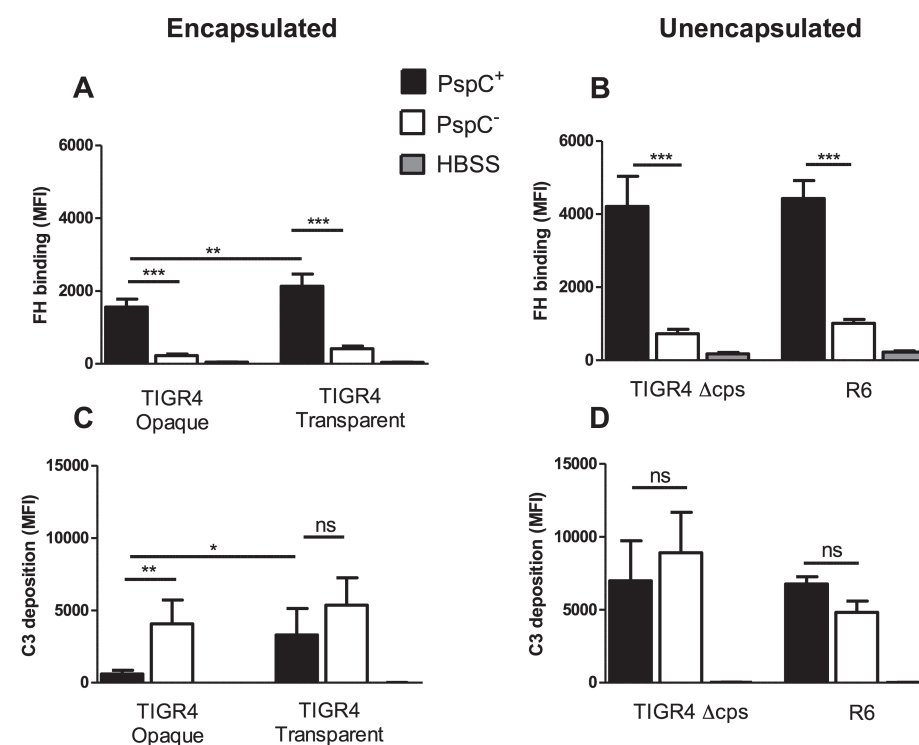 Encapsulated
Unencapsulated
A
PspC⁺
PspC⁻
HBSS
6000
4000
2000
0
FH binding (MFI)
***
**
***
TIGR4
Opaque
TIGR4
Transparent
B
6000
4000
2000
0
FH binding (MFI)
***
***
TIGR4 Δcps
R6
C
15000
10000
5000
0
C3 deposition (MFI)
**
*
ns
TIGR4
Opaque
TIGR4
Transparent
D
15000
10000
5000
0
C3 deposition (MFI)
ns
ns
TIGR4 Δcps
R6